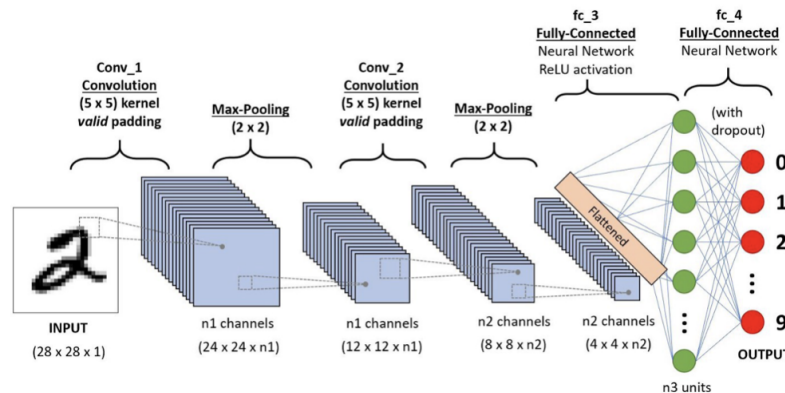 fc_3
Fully-Connected
Neural Network
ReLU activation
fc_4
Fully-Connected
Neural Network
Conv_1
Convolution
(5 x 5) kernel
valid padding
Max-Pooling
(2 x 2)
Conv_2
Convolution
(5 x 5) kernel
valid padding
Max-Pooling
(2 x 2)
(with
dropout)
Flattened
2
0
1
2
9
INPUT
(28 x 28 x 1)
n1 channels
(24 x 24 x n1)
n1 channels
(12 x 12 x n1)
n2 channels
(8 x 8 x n2)
n2 channels
(4 x 4 x n2)
OUTPUT
n3 units